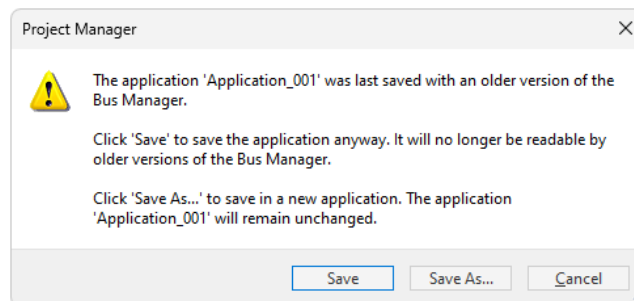 Project Manager
The application 'Application_001' was last saved with an older version of the
Bus Manager.
Click 'Save' to save the application anyway. It will no longer be readable by
older versions of the Bus Manager.
Click 'Save As...' to save in a new application. The application
'Application_001' will remain unchanged.
Save
Save As...
Cancel